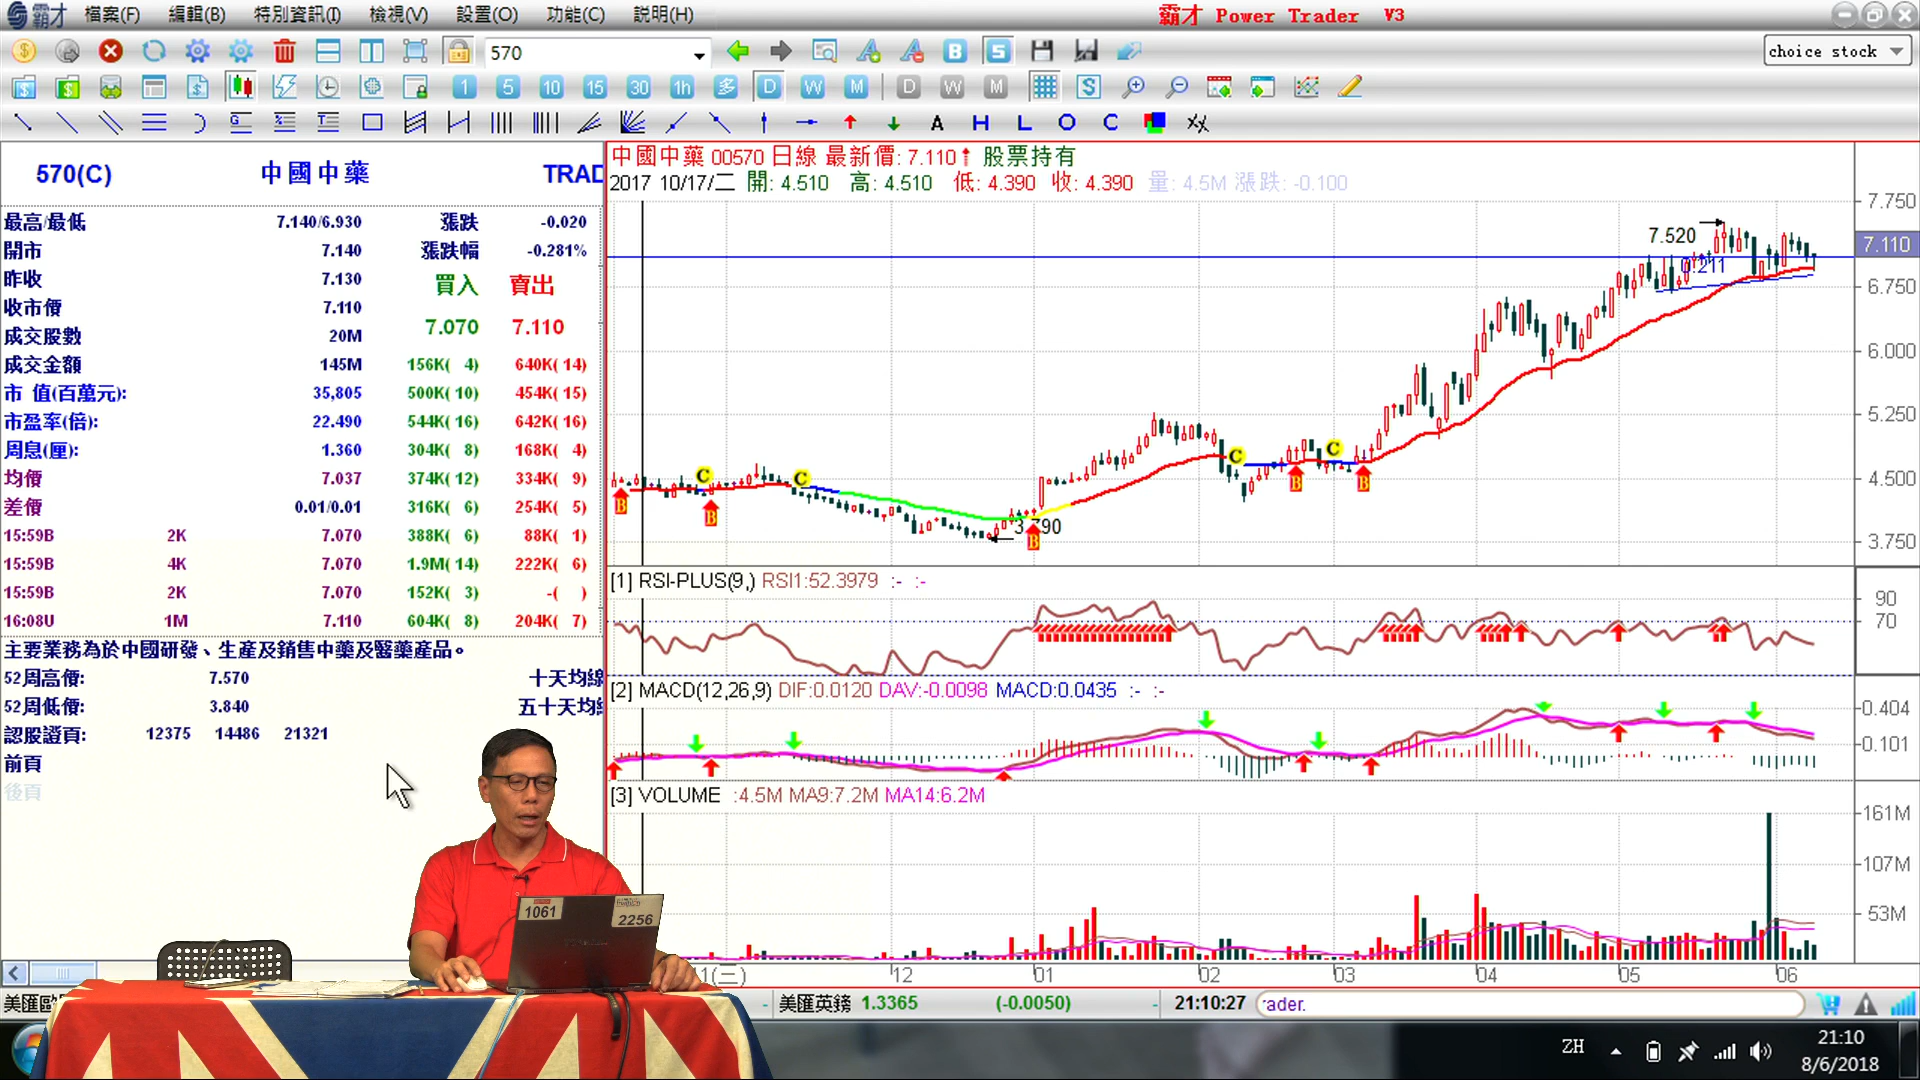 霸才 檔案(F) 編輯(B) 特別資訊(I) 檢視(V) 設置(O) 功能(C) 說明(H) 霸才 Power Trader V3
570 B S choice stock
1 5 10 15 30 1h 多 D W M D W M S
A H L O C
570(C) 中國中藥 TRAD
最高/最低 7.140/6.930 漲跌 -0.020
開市 7.140 漲跌幅 -0.281%
昨收 7.130 買入 賣出
收市價 7.110 7.070 7.110
成交股數 20M
成交金額 145M 156K( 4) 640K( 14)
市 值(百萬元): 35,805 500K( 10) 454K( 15)
市盈率(倍): 22.490 544K( 16) 642K( 16)
周息(厘): 1.360 304K( 8) 168K( 4)
均價 7.037 374K( 12) 334K( 9)
差價 0.01/0.01 316K( 6) 254K( 5)
15:59B 2K 7.070 388K( 6) 88K( 1)
15:59B 4K 7.070 1.9M( 14) 222K( 6)
15:59B 2K 7.070 152K( 3) -( )
16:08U 1M 7.110 604K( 8) 204K( 7)
主要業務為於中國研發、生產及銷售中藥及醫藥產品。
52周高價: 7.570 十天均線
52周低價: 3.840 五十天均線
認股證頁: 12375 14486 21321
前頁
後頁
中國中藥 00570 日線 最新價: 7.110↑ 股票持有
2017 10/17/二 開: 4.510 高: 4.510 低: 4.390 收: 4.390 量: 4.5M 漲跌: -0.100
7.750
7.520
7.110
0.211
6.750
6.000
5.250
C C C C
4.500
B B B B B
3.790
3.750
[1] RSI-PLUS(9,) RSI1:52.3979 :- :-
90
70
[2] MACD(12,26,9) DIF:0.0120 DAV:-0.0098 MACD:0.0435 :- :-
0.404
0.101
[3] VOLUME :4.5M MA9:7.2M MA14:6.2M
161M
107M
53M
1061 2256
11(二) 12 01 02 03 04 05 06
美匯歐 美匯英鎊 1.3365 (-0.0050) - 21:10:27 rader.
ZH 21:10
8/6/2018